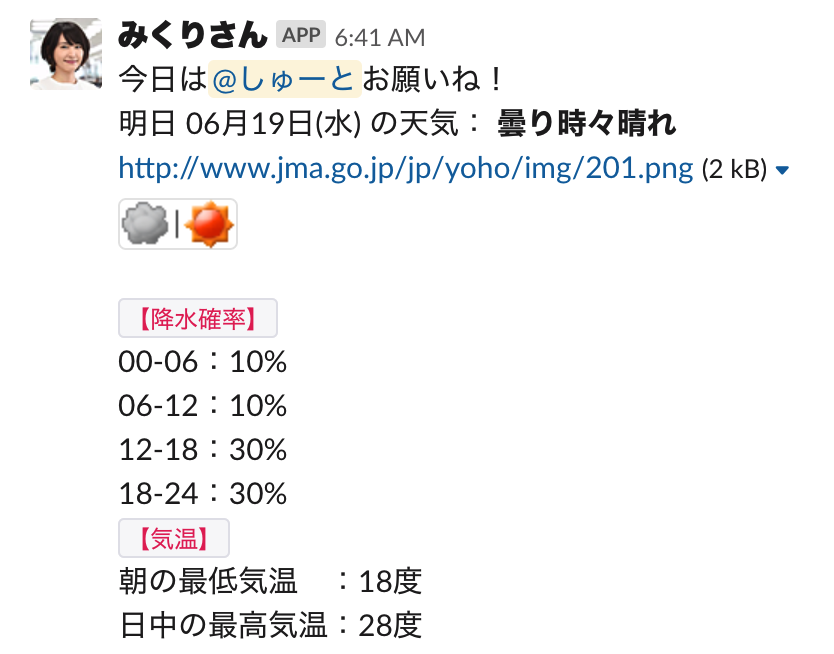 みくりさん APP 6:41 AM
今日は@しゅーとお願いね！
明日 06月19日(水) の天気： 曇り時々晴れ
http://www.jma.go.jp/jp/yoho/img/201.png (2 kB)
【降水確率】
00-06：10%
06-12：10%
12-18：30%
18-24：30%
【気温】
朝の最低気温　：18度
日中の最高気温：28度